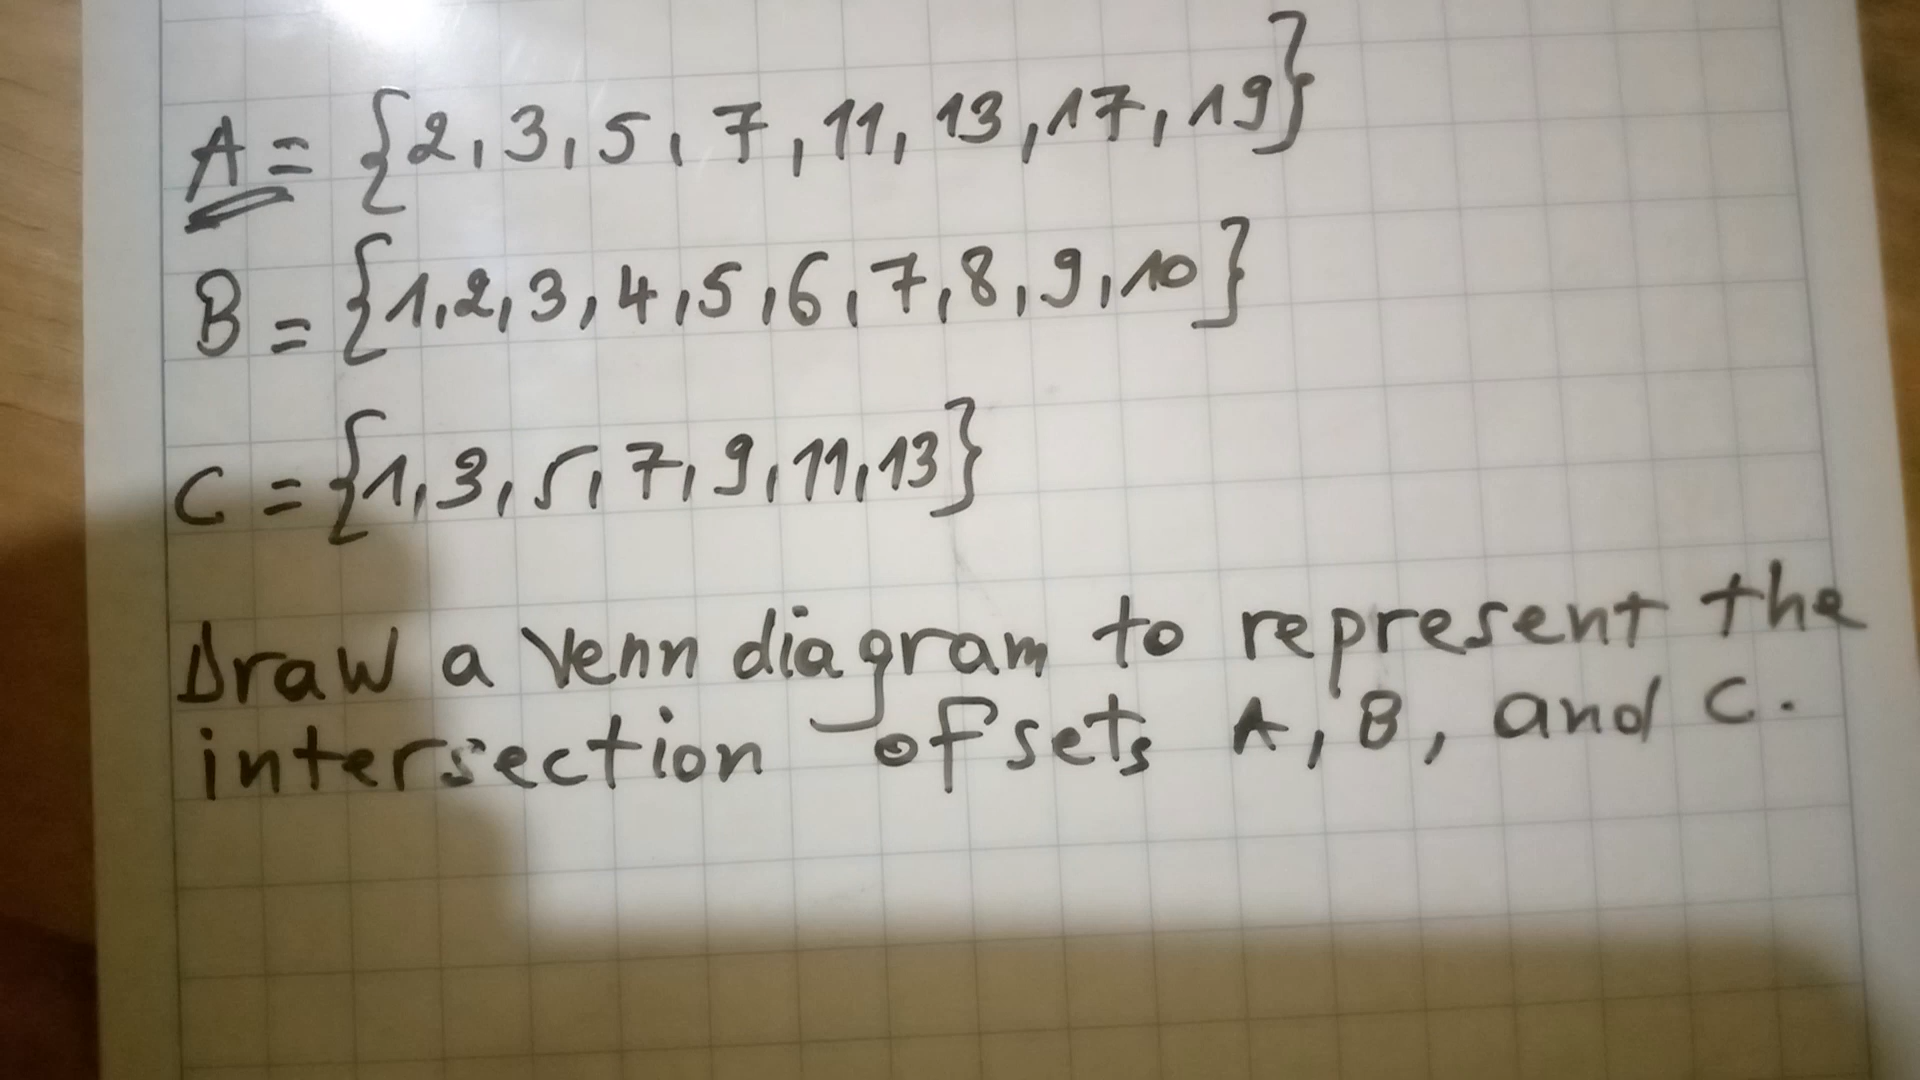 A = {2, 3, 5, 7, 11, 13, 17, 19}
B = {1, 2, 3, 4, 5, 6, 7, 8, 9, 10}
C = {1, 3, 5, 7, 9, 11, 13}
Draw a Venn diagram to represent the
intersection of sets A, B, and C.